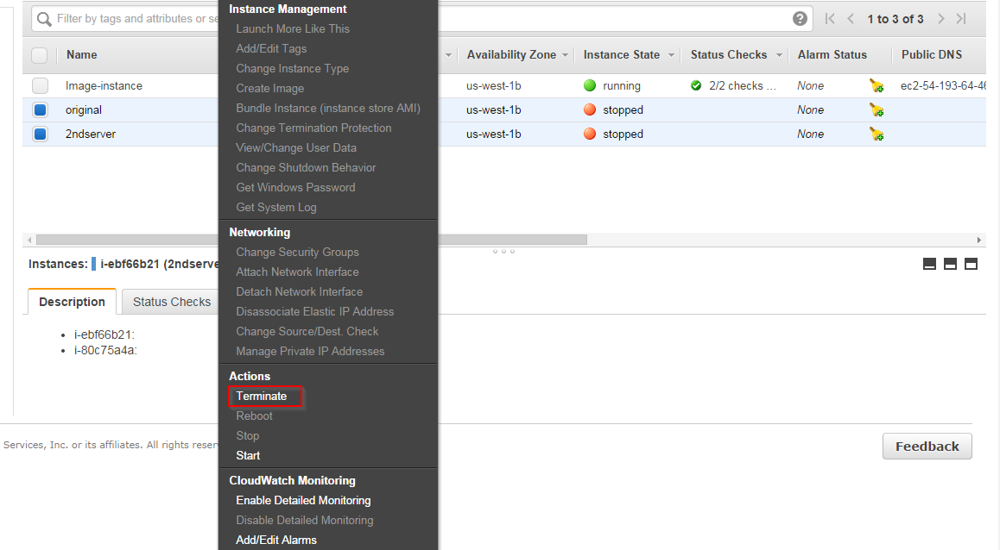 Filter by tags and attributes or se
1 to 3 of 3
Name
Availability Zone
Instance State
Status Checks
Alarm Status
Public DNS
Image-instance
us-west-1b
running
2/2 checks ...
None
ec2-54-193-64-46
original
us-west-1b
stopped
None
2ndserver
us-west-1b
stopped
None
Instances: i-ebf66b21 (2ndserve
Description
Status Checks
i-ebf66b21:
i-80c75a4a:
Services, Inc. or its affiliates. All rights reserv
Feedback
Instance Management
Launch More Like This
Add/Edit Tags
Change Instance Type
Create Image
Bundle Instance (instance store AMI)
Change Termination Protection
View/Change User Data
Change Shutdown Behavior
Get Windows Password
Get System Log
Networking
Change Security Groups
Attach Network Interface
Detach Network Interface
Disassociate Elastic IP Address
Change Source/Dest. Check
Manage Private IP Addresses
Actions
Terminate
Reboot
Stop
Start
CloudWatch Monitoring
Enable Detailed Monitoring
Disable Detailed Monitoring
Add/Edit Alarms